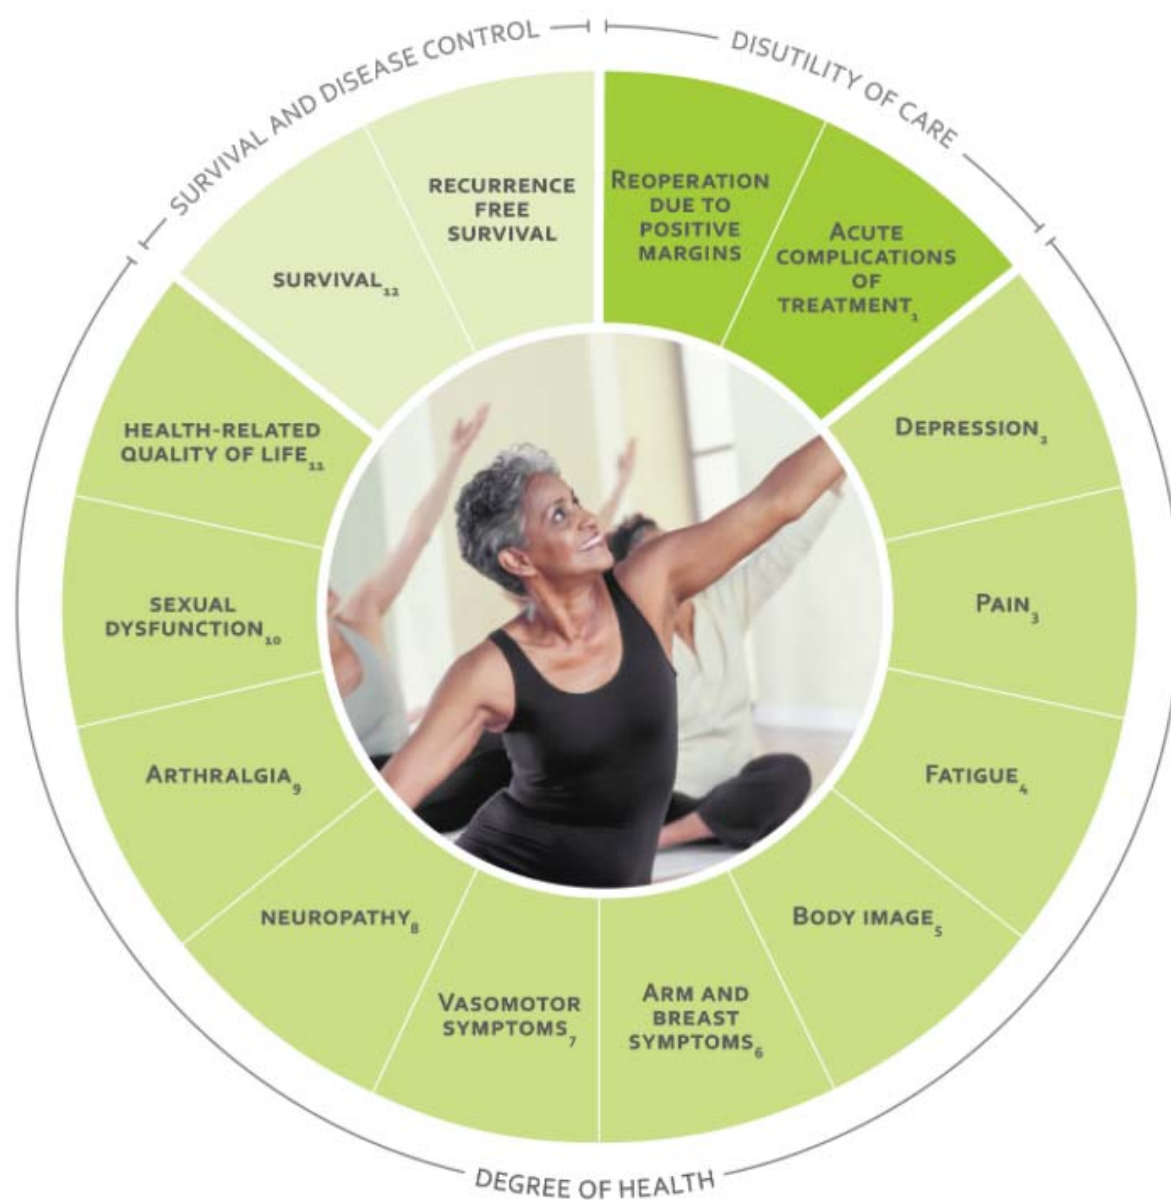 SURVIVAL AND DISEASE CONTROL
DISUTILITY OF CARE
RECURRENCE
FREE
SURVIVAL
REOPERATION
DUE TO
POSITIVE
MARGINS
ACUTE
COMPLICATIONS
OF
TREATMENT1
SURVIVAL12
DEPRESSION2
PAIN3
FATIGUE4
BODY IMAGE5
ARM AND
BREAST
SYMPTOMS6
VASOMOTOR
SYMPTOMS7
NEUROPATHY8
ARTHRALGIA9
SEXUAL
DYSFUNCTION10
HEALTH-RELATED
QUALITY OF LIFE11
DEGREE OF HEALTH